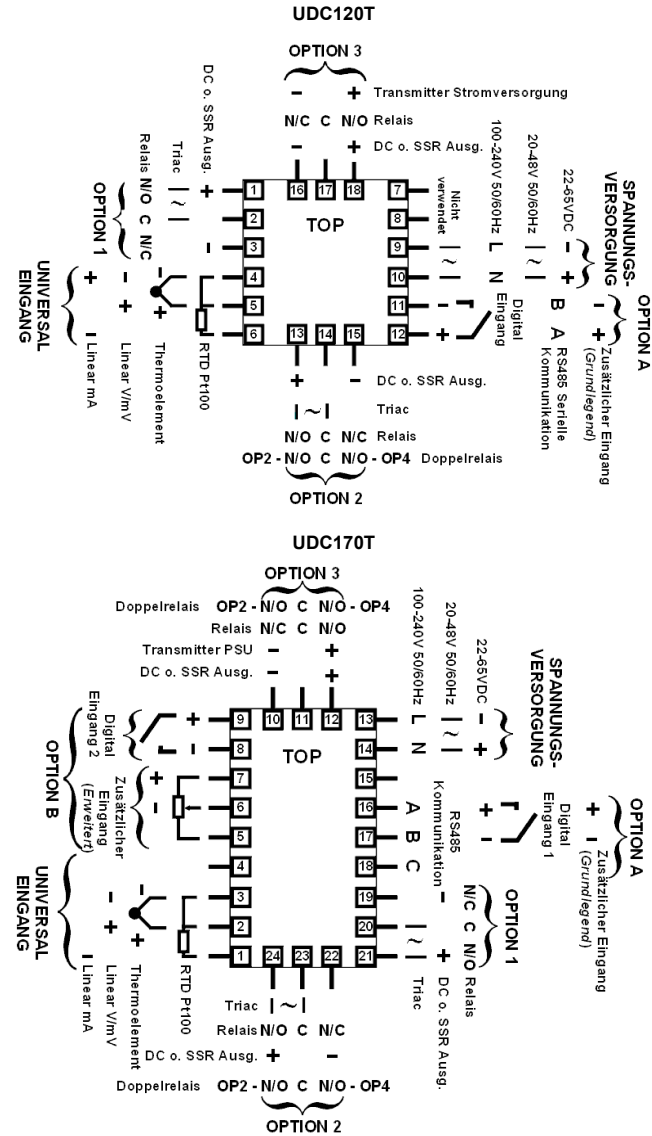 UDC120T
OPTION 3
– + Transmitter Stromversorgung
N/C C N/O Relais
– + DC o. SSR Ausg.
16 17 18
TOP
1
2
3
4
5
6
7
8
9
10
11
12
13 14 15
DC o. SSR Ausg.
+
–
Triac
| ~ |
Relais N/O C N/C
OPTION 1
UNIVERSAL
EINGANG
+ – Linear mA
– + Linear V/mV
– + Thermoelement
RTD Pt100
Nicht
verwendet
100-240V 50/60Hz
L N
20-48V 50/60Hz
| ~ |
22-65VDC
– +
SPANNUNGS-
VERSORGUNG
– +
Digital
Eingang
B A
RS485 Serielle
Kommunikation
– +
Zusätzlicher Eingang
(Grundlegend)
OPTION A
+ – DC o. SSR Ausg.
| ~ | Triac
N/O C N/C Relais
OP2 - N/O C N/O - OP4 Doppelrelais
OPTION 2
UDC170T
OPTION 3
Doppelrelais OP2 - N/O C N/O - OP4
Relais N/C C N/O
Transmitter PSU – +
DC o. SSR Ausg. – +
10 11 12
TOP
9
8
7
6
5
4
3
2
1
13
14
15
16
17
18
19
20
21
24 23 22
+ –
Digital
Eingang 2
+ –
Zusätzlicher
Eingang
(Erweitert)
OPTION B
UNIVERSAL
EINGANG
– Linear mA
– + Linear V/mV
– + Thermoelement
RTD Pt100
100-240V 50/60Hz
L N
20-48V 50/60Hz
| ~ |
22-65VDC
– +
SPANNUNGS-
VERSORGUNG
A B C
RS485
Kommunikation
+ –
Digital
Eingang 1
+ –
Zusätzlicher Eingang
(Grundlegend)
OPTION A
OPTION 1
N/C C N/O Relais
– + DC o. SSR Ausg.
| ~ | Triac
Triac | ~ |
Relais N/O C N/C
DC o. SSR Ausg. + –
Doppelrelais OP2 - N/O C N/O - OP4
OPTION 2